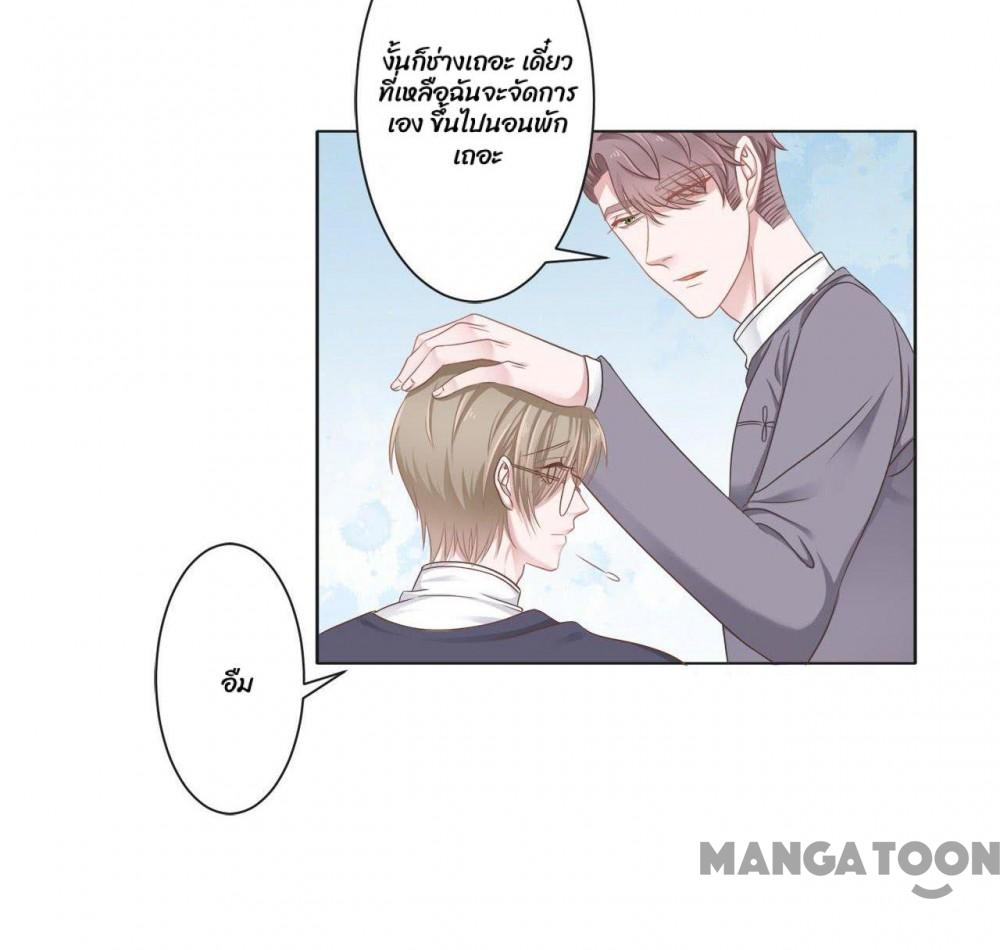 งั้นก็ช่างเถอะ เดี๋ยว
ที่เหลือฉันจะจัดการ
เอง ขึ้นไปนอนพัก
เถอะ
อืม
MANGATOON